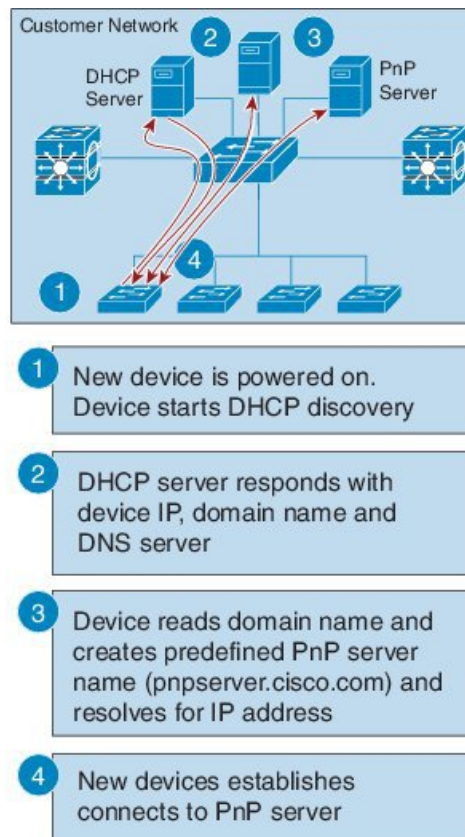 Customer Network
2
3
DHCP
Server
PnP
Server
4
1
1
New device is powered on.
Device starts DHCP discovery
2
DHCP server responds with
device IP, domain name and
DNS server
3
Device reads domain name and
creates predefined PnP server
name (pnpserver.cisco.com) and
resolves for IP address
4
New devices establishes
connects to PnP server